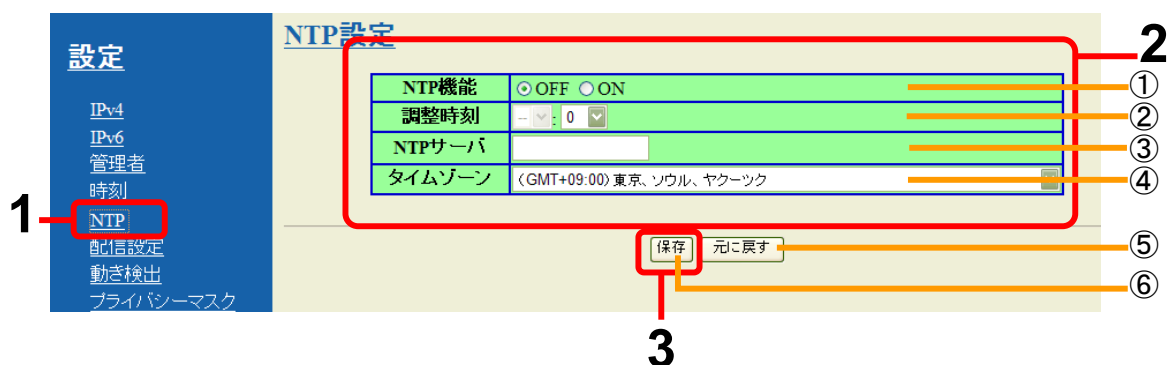 設定
IPv4
IPv6
管理者
時刻
NTP
配信設定
動き検出
プライバシーマスク
1
NTP設定
2
NTP機能 OFF ON ①
調整時刻 -- : 0 ②
NTPサーバ ③
タイムゾーン (GMT+09:00) 東京、ソウル、ヤクーツク ④
保存 元に戻す ⑤
⑥
3